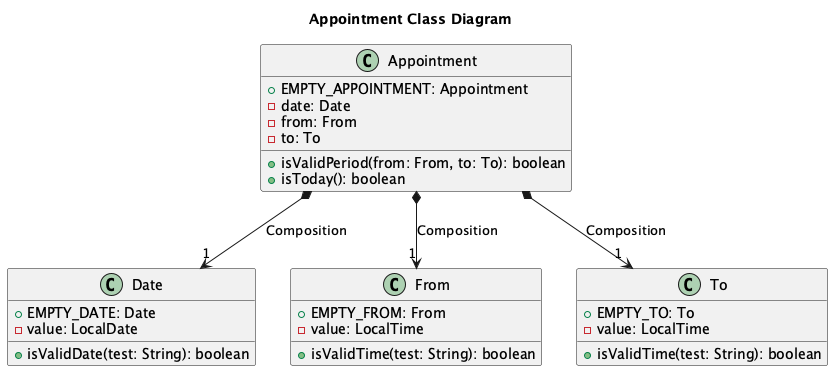 Appointment Class Diagram
C Appointment
EMPTY_APPOINTMENT: Appointment
date: Date
from: From
to: To
isValidPeriod(from: From, to: To): boolean
isToday(): boolean
Composition
Composition
Composition
1
1
1
C Date
EMPTY_DATE: Date
value: LocalDate
isValidDate(test: String): boolean
C From
EMPTY_FROM: From
value: LocalTime
isValidTime(test: String): boolean
C To
EMPTY_TO: To
value: LocalTime
isValidTime(test: String): boolean